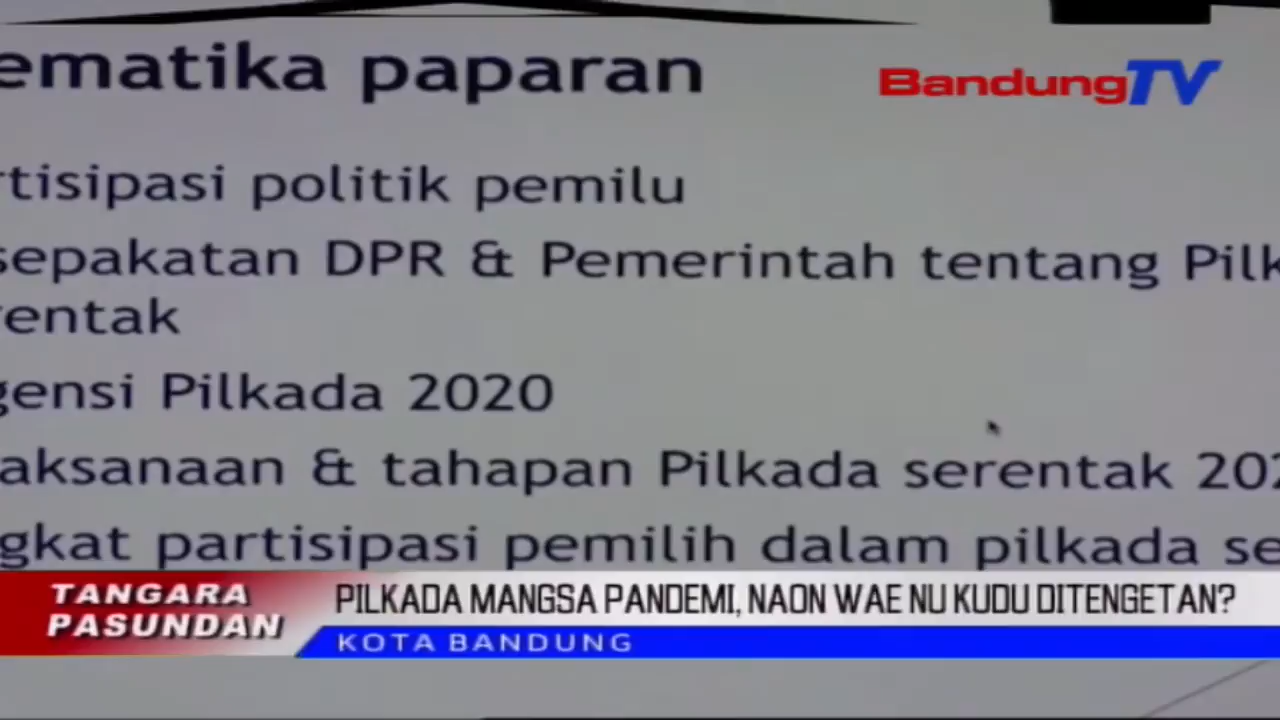 ematika paparan
BandungTV
rtisipasi politik pemilu
sepakatan DPR & Pemerintah tentang Pilk
rentak
gensi Pilkada 2020
aksanaan & tahapan Pilkada serentak 202
gkat partisipasi pemilih dalam pilkada se
TANGARA
PASUNDAN
PILKADA MANGSA PANDEMI, NAON WAE NU KUDU DITENGETAN?
KOTA BANDUNG